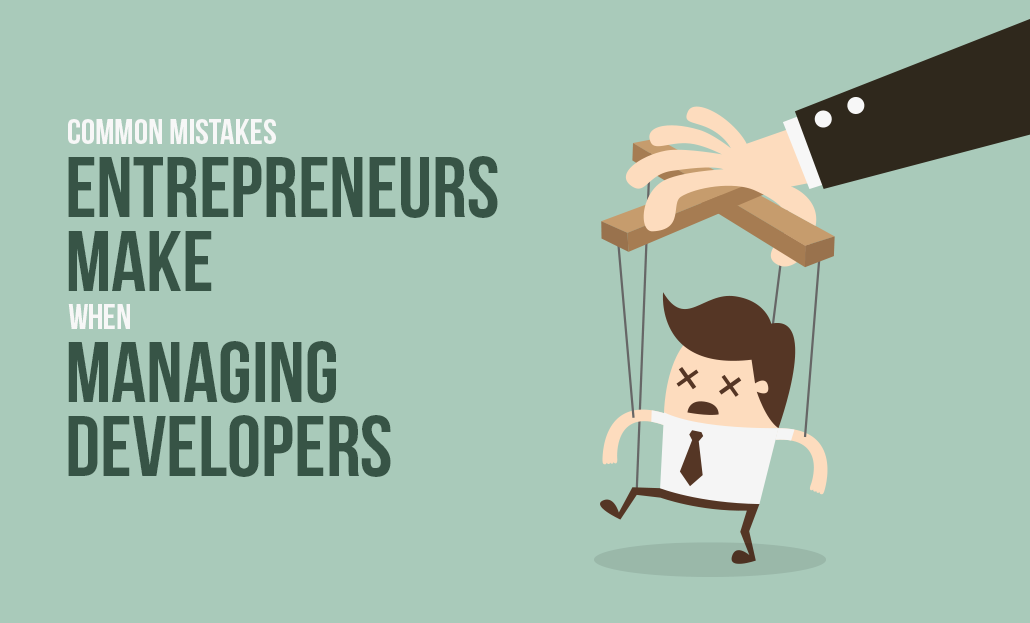 COMMON MISTAKES
ENTREPRENEURS
MAKE
WHEN
MANAGING
DEVELOPERS